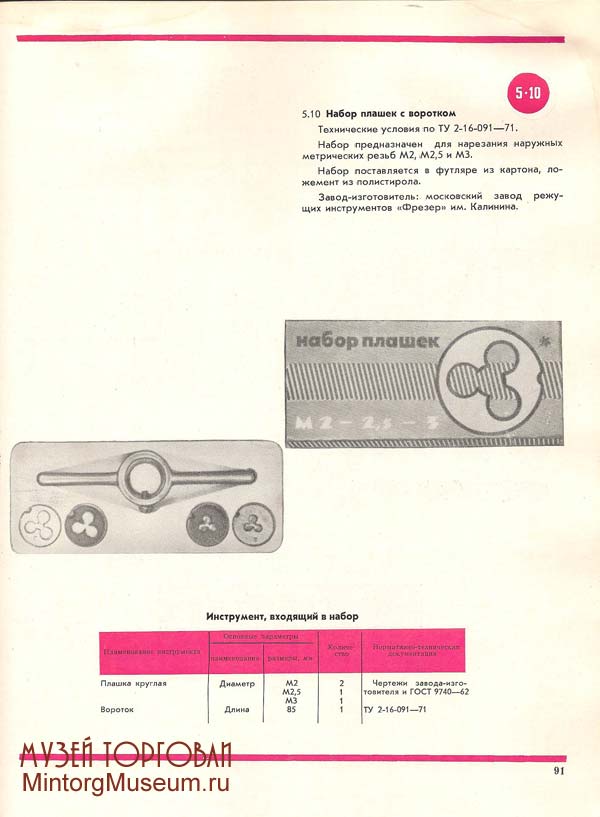 5·10
5.10 Набор плашек с воротком
Технические условия по ТУ 2-16-091—71.
Набор предназначен для нарезания наружных
метрических резьб М2, М2,5 и М3.
Набор поставляется в футляре из картона, ло-
жемент из полистирола.
Завод-изготовитель: московский завод режу-
щих инструментов «Фрезер» им. Калинина.
набор плашек
М 2 – 2,5 – 3
Инструмент, входящий в набор
Наименование инструмента
Основные параметры
наименование
размеры, мм
Количе-
ство
Нормативно-техническая
документация
Плашка круглая Диаметр М2 2 Чертежи завода-изго-
М2,5 1 товителя и ГОСТ 9740—62
М3 1
Вороток Длина 85 1 ТУ 2-16-091—71
МУЗЕЙ ТОРГОВЛИ
MintorgMuseum.ru
91